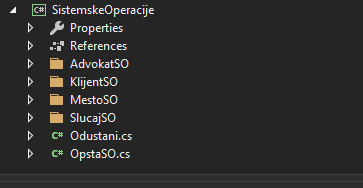 C# SistemskeOperacije
Properties
References
AdvokatSO
KlijentSO
MestoSO
SlucajSO
C# Odustani.cs
C# OpstaSO.cs